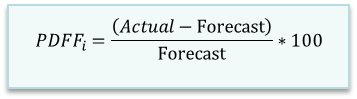 PDFFᵢ = (Actual − Forecast) / Forecast * 100